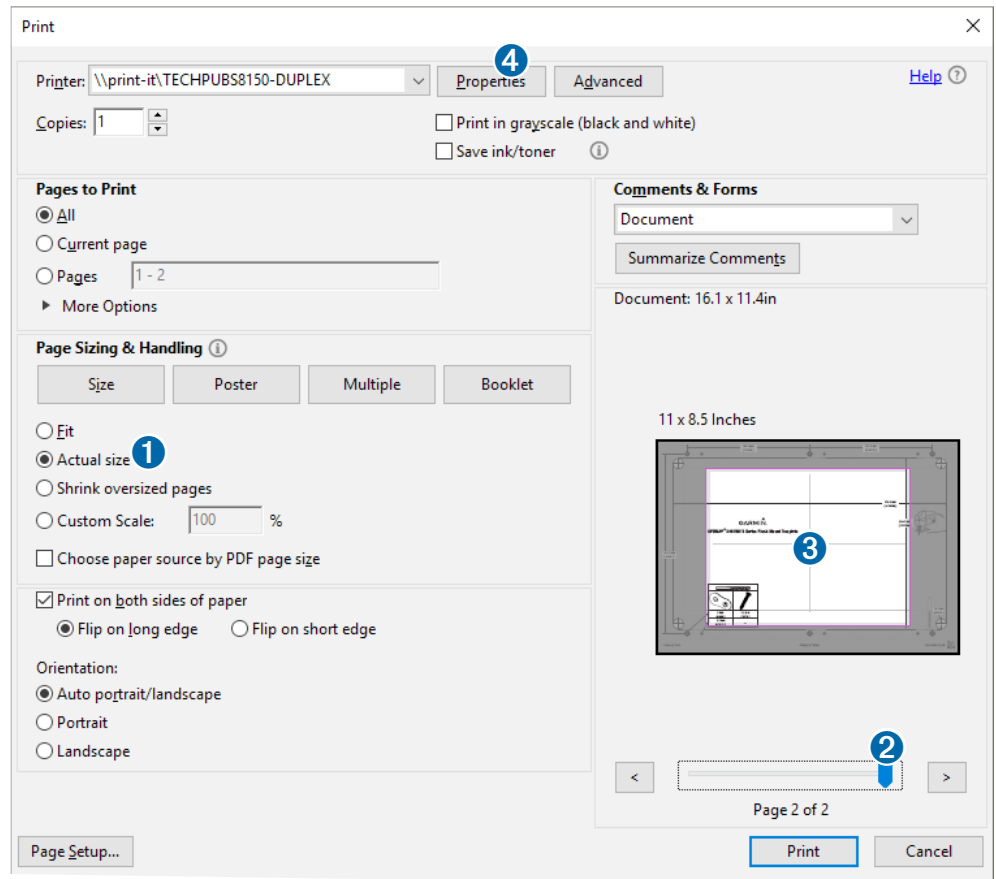 Print
4
Printer: \\print-it\TECHPUBS8150-DUPLEX Properties Advanced Help ?
Copies: 1 Print in grayscale (black and white)
Save ink/toner
Pages to Print
All
Current page
Pages 1 - 2
More Options
Comments & Forms
Document
Summarize Comments
Document: 16.1 x 11.4in
Page Sizing & Handling
Size Poster Multiple Booklet
Fit
Actual size 1
Shrink oversized pages
Custom Scale: 100 %
Choose paper source by PDF page size
Print on both sides of paper
Flip on long edge Flip on short edge
Orientation:
Auto portrait/landscape
Portrait
Landscape
11 x 8.5 Inches
GARMIN
3
2
< >
Page 2 of 2
Page Setup... Print Cancel